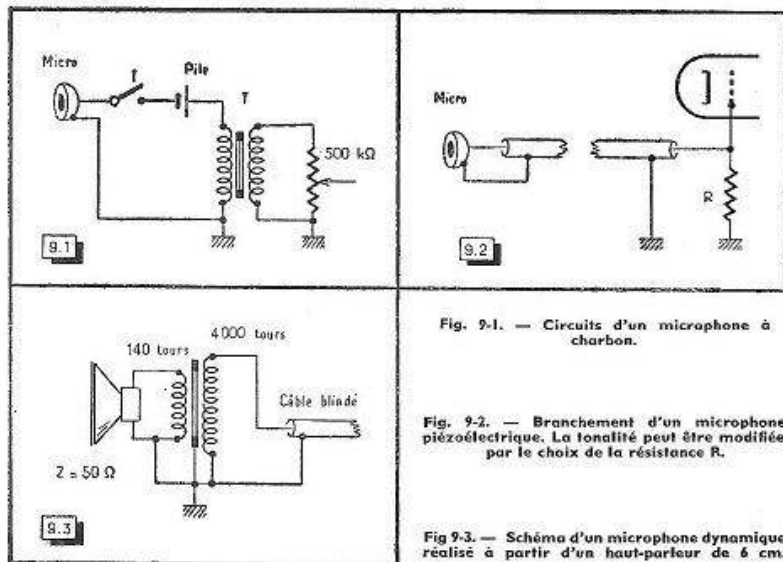 Micro
T
Pile
T
500 kΩ
9.1
Micro
R
9.2
140 tours
4000 tours
Câble blindé
Z = 50 Ω
9.3
Fig. 9-1. — Circuits d'un microphone à
charbon.
Fig. 9-2. — Branchement d'un microphone
piézoélectrique. La tonalité peut être modifiée
par le choix de la résistance R.
Fig 9-3. — Schéma d'un microphone dynamique
réalisé à partir d'un haut-parleur de 6 cm.